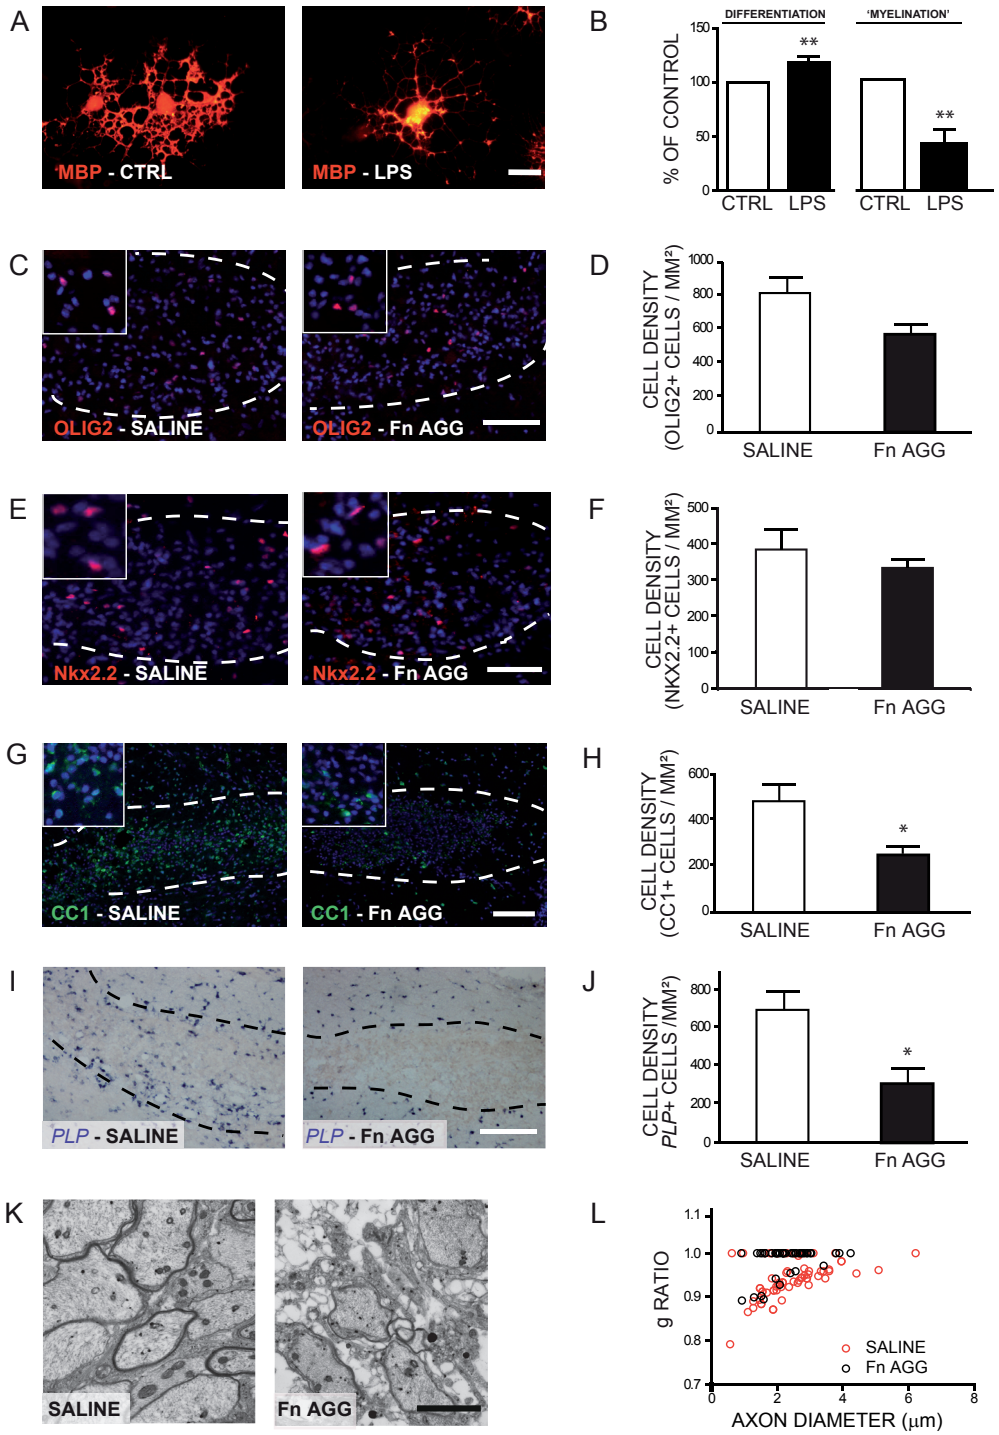 A
MBP - CTRL
MBP - LPS
B
DIFFERENTIATION
'MYELINATION'
% OF CONTROL
150
100
50
0
**
**
CTRL
LPS
CTRL
LPS
C
OLIG2 - SALINE
OLIG2 - Fn AGG
D
CELL DENSITY
(OLIG2+ CELLS / MM²)
1000
800
600
400
200
0
SALINE
Fn AGG
E
Nkx2.2 - SALINE
Nkx2.2 - Fn AGG
F
CELL DENSITY
(NKX2.2+ CELLS / MM²)
500
400
300
200
100
0
SALINE
Fn AGG
G
CC1 - SALINE
CC1 - Fn AGG
H
CELL DENSITY
(CC1+ CELLS / MM²)
600
400
200
0
*
SALINE
Fn AGG
I
PLP - SALINE
PLP - Fn AGG
J
CELL DENSITY
PLP+ CELLS /MM²)
800
600
400
200
0
*
SALINE
Fn AGG
K
SALINE
Fn AGG
L
g RATIO
1.1
1.0
0.9
0.8
0.7
SALINE
Fn AGG
0
2
4
6
8
AXON DIAMETER (μm)